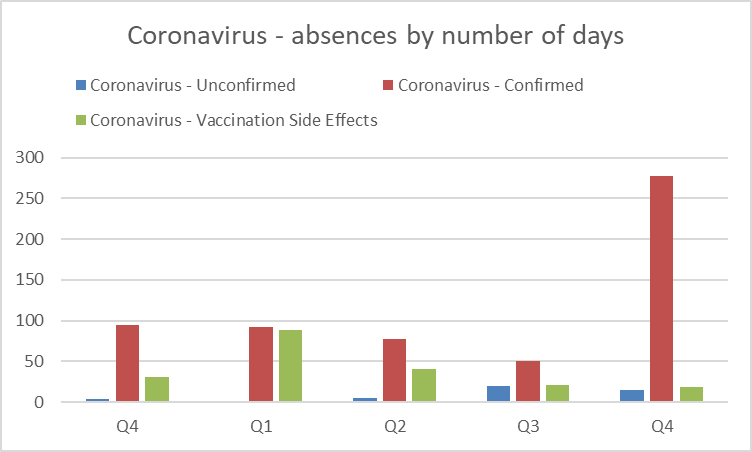 Coronavirus - absences by number of days
Coronavirus - Unconfirmed
Coronavirus - Confirmed
Coronavirus - Vaccination Side Effects
300
250
200
150
100
50
0
Q4 Q1 Q2 Q3 Q4